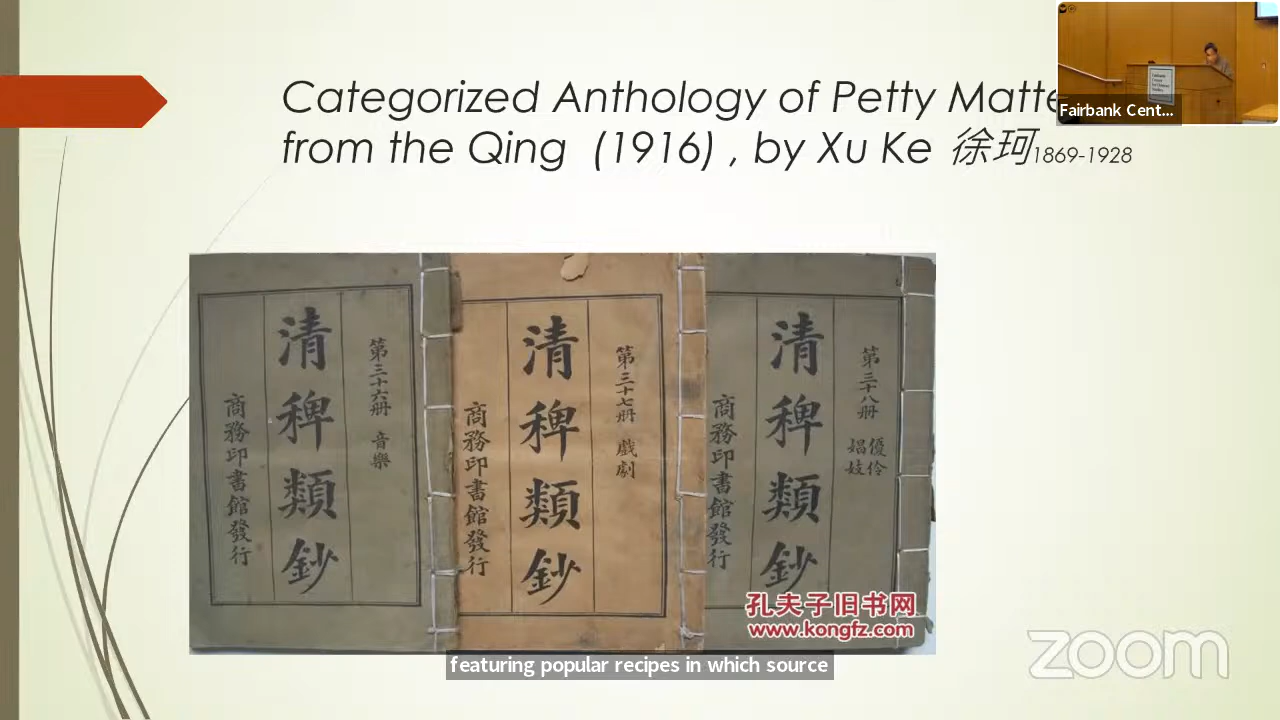 Categorized Anthology of Petty Matte
from the Qing (1916) , by Xu Ke 徐珂1869-1928
Fairbank Cent...
第三十六册 音樂
清稗類鈔
商務印書館發行
第三十七册 戲劇
清稗類鈔
商務印書館發行
第三十八册 優伶
娼妓
清稗類鈔
商務印書館發行
孔夫子旧书网
www.kongfz.com
featuring popular recipes in which source
zoom